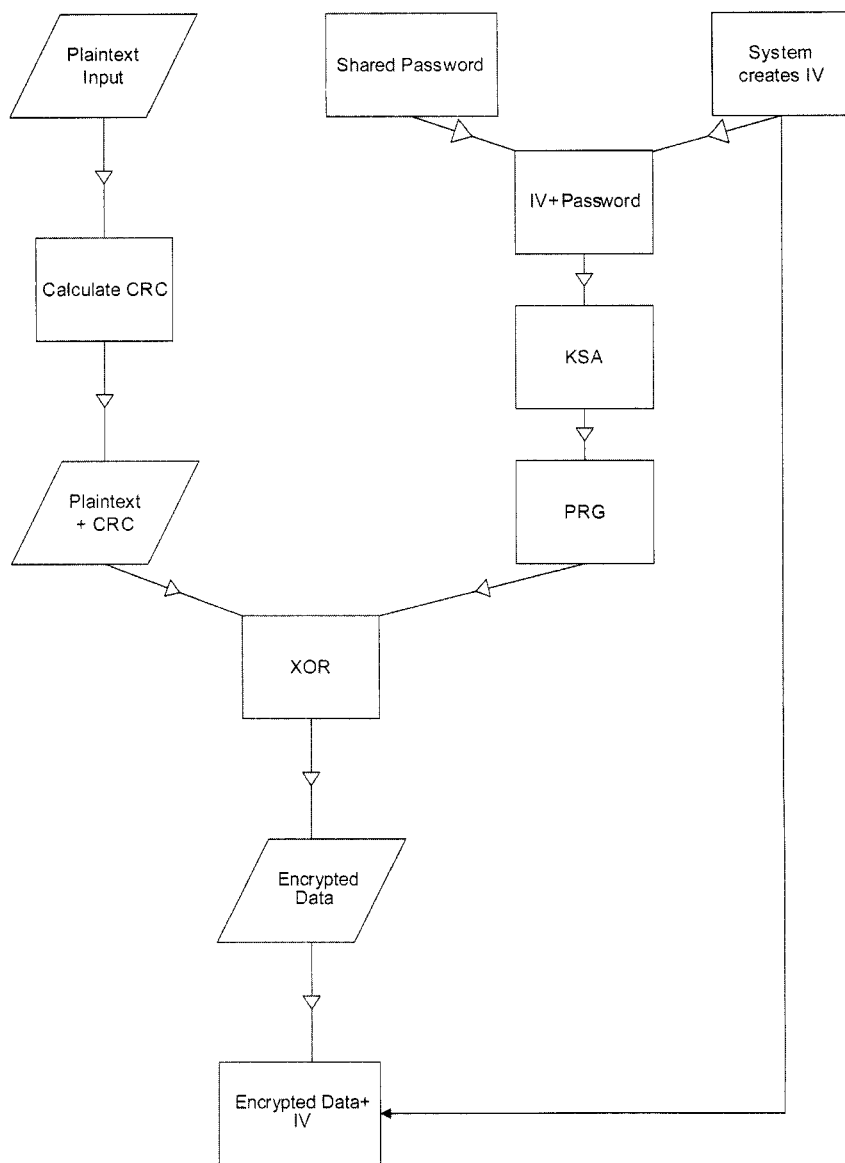 Plaintext
Input
Shared Password
System
creates IV
IV+Password
Calculate CRC
KSA
Plaintext
+ CRC
PRG
XOR
Encrypted
Data
Encrypted Data+
IV